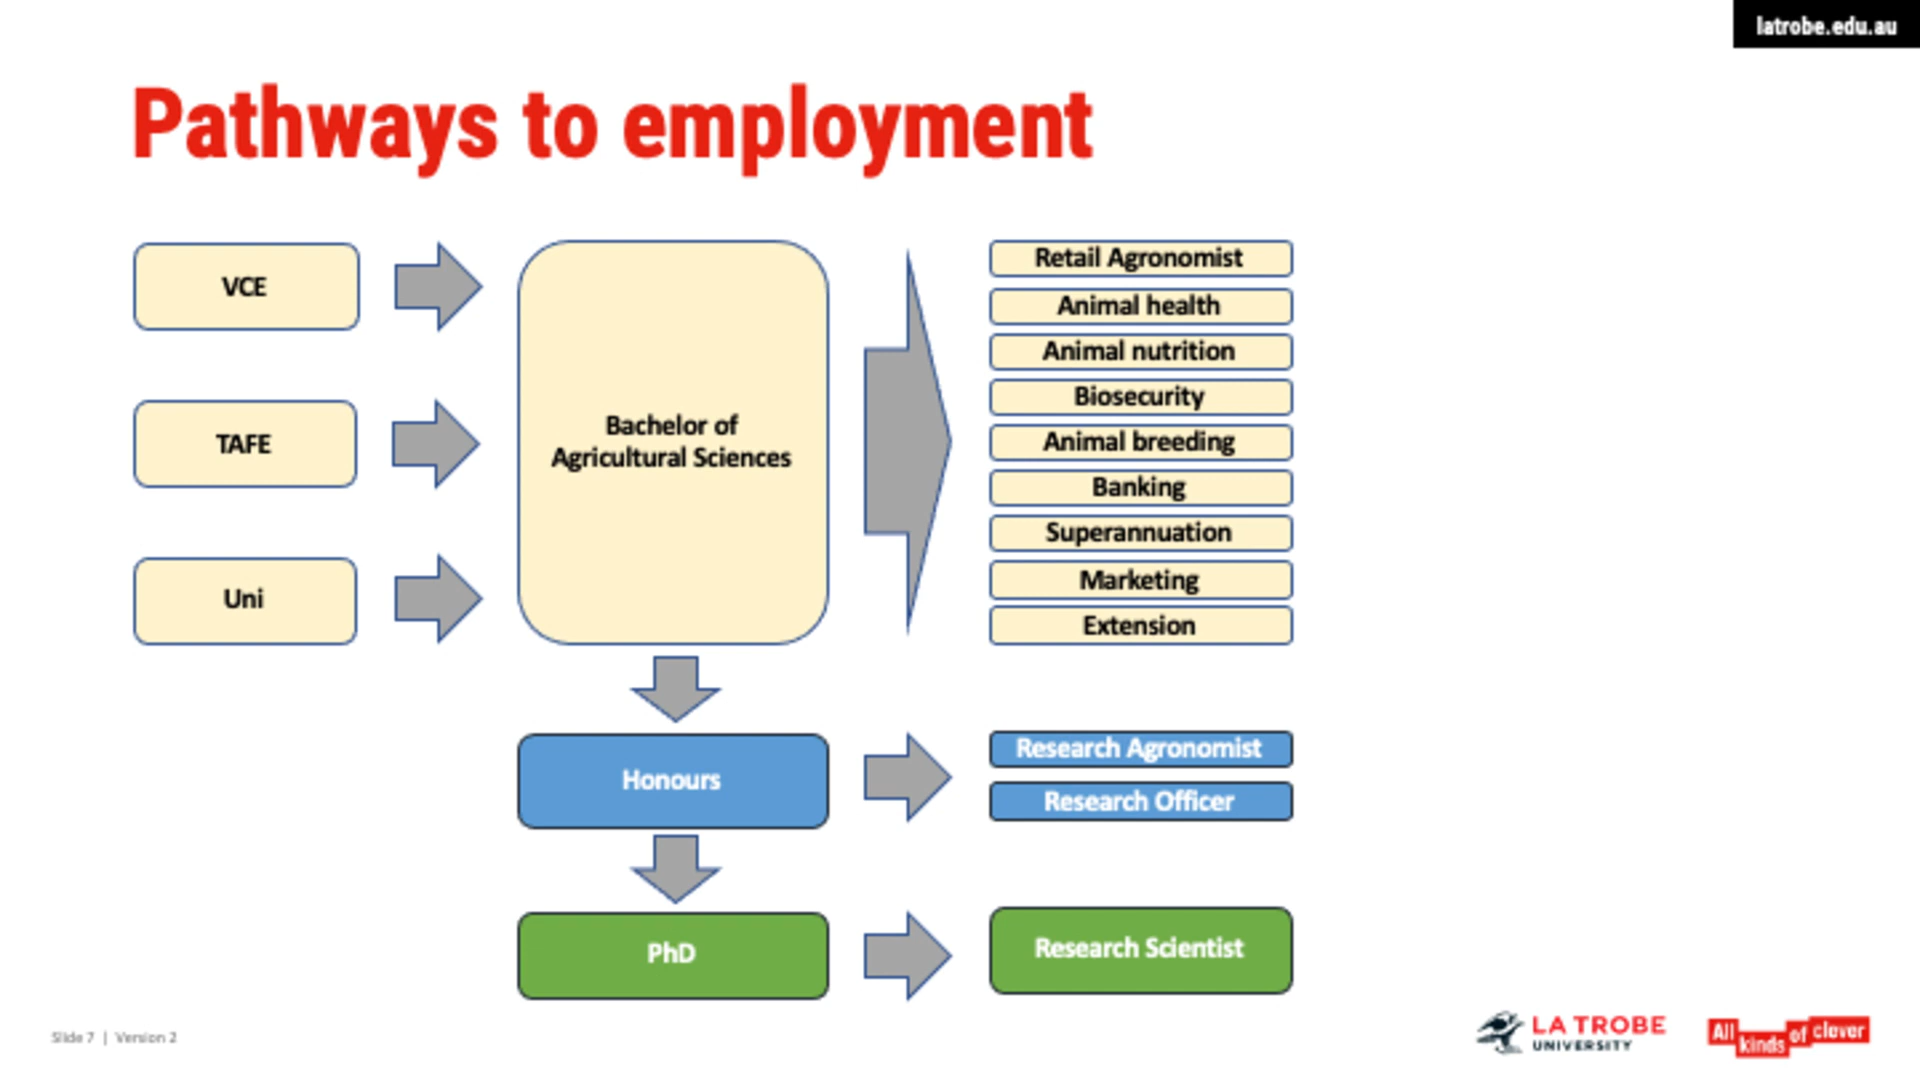 latrobe.edu.au
Pathways to employment
VCE
TAFE
Uni
Bachelor of
Agricultural Sciences
Retail Agronomist
Animal health
Animal nutrition
Biosecurity
Animal breeding
Banking
Superannuation
Marketing
Extension
Honours
Research Agronomist
Research Officer
PhD
Research Scientist
Slide 7 | Version 2
LA TROBE
UNIVERSITY
All kinds of clever